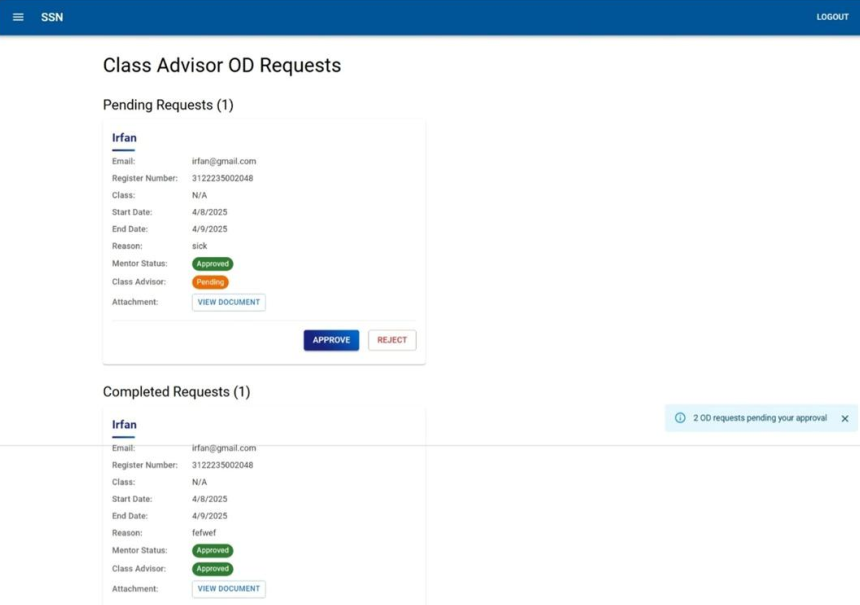 SSN
LOGOUT
Class Advisor OD Requests
Pending Requests (1)
Irfan
Email: irfan@gmail.com
Register Number: 3122235002048
Class: N/A
Start Date: 4/8/2025
End Date: 4/9/2025
Reason: sick
Mentor Status: Approved
Class Advisor: Pending
Attachment: VIEW DOCUMENT
APPROVE REJECT
Completed Requests (1)
2 OD requests pending your approval
Irfan
Email: irfan@gmail.com
Register Number: 3122235002048
Class: N/A
Start Date: 4/8/2025
End Date: 4/9/2025
Reason: fefwef
Mentor Status: Approved
Class Advisor: Approved
Attachment: VIEW DOCUMENT